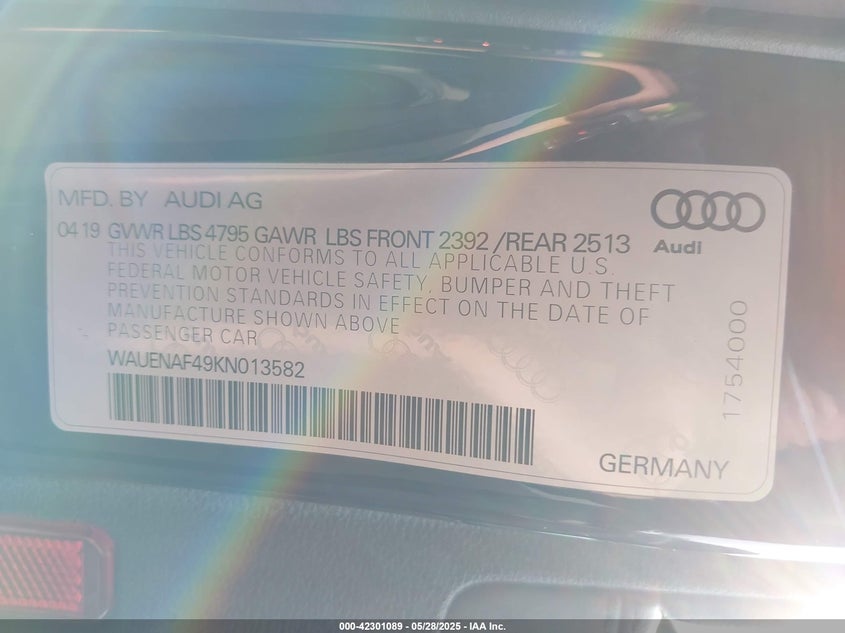 MFD. BY AUDI AG
Audi
04 19 GVWR LBS 4795 GAWR LBS FRONT 2392 /REAR 2513
THIS VEHICLE CONFORMS TO ALL APPLICABLE U.S.
FEDERAL MOTOR VEHICLE SAFETY, BUMPER AND THEFT
PREVENTION STANDARDS IN EFFECT ON THE DATE OF
MANUFACTURE SHOWN ABOVE
PASSENGER CAR
WAUENAF49KN013582
1754000
GERMANY
000-42301089 - 05/28/2025 - IAA Inc.